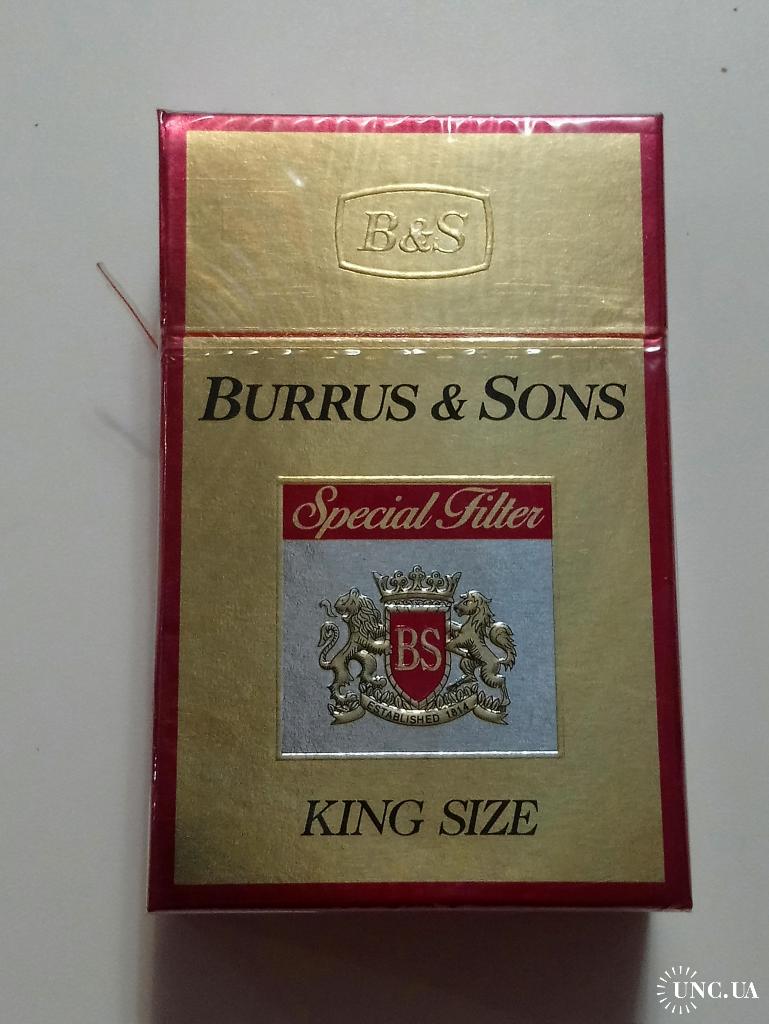 B&S
BURRUS & SONS
Special Filter
BS
ESTABLISHED 1814
KING SIZE
UNC.UA